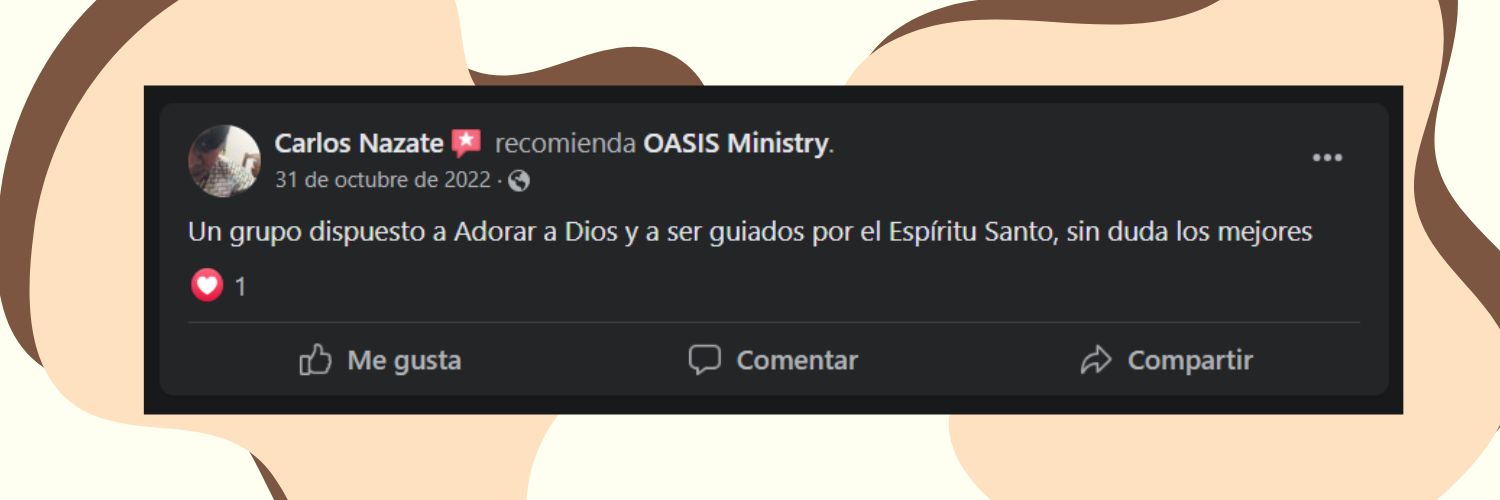 Carlos Nazate recomienda OASIS Ministry.
31 de octubre de 2022 ·
Un grupo dispuesto a Adorar a Dios y a ser guiados por el Espíritu Santo, sin duda los mejores
1
Me gusta Comentar Compartir